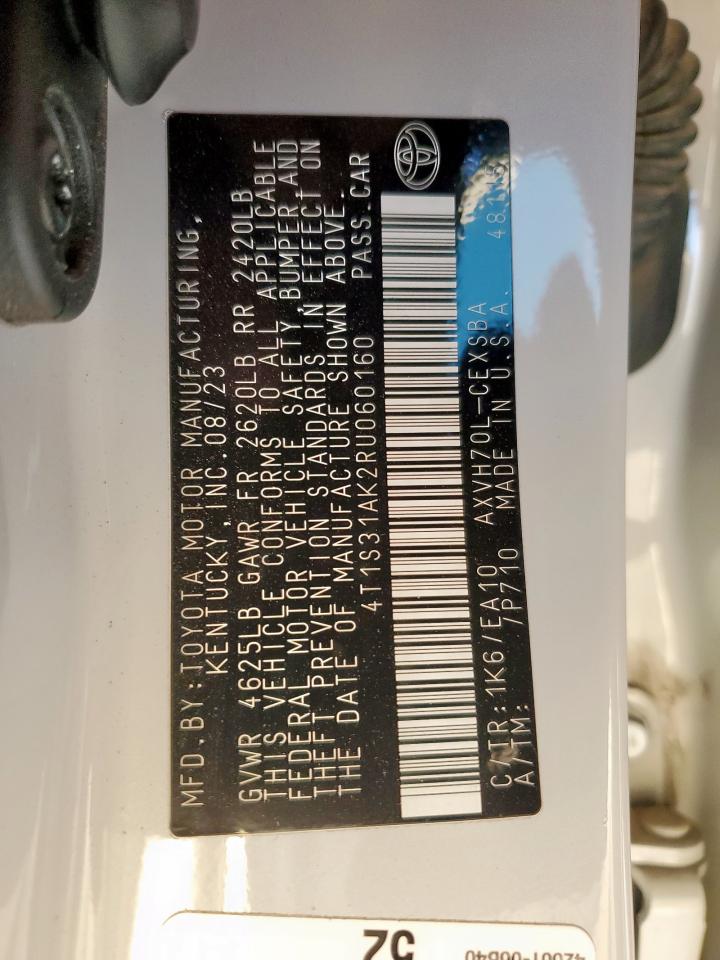 MFD.BY:TOYOTA MOTOR MANUFACTURING,
KENTUCKY,INC.08/23
GVWR 4625LB GAWR FR 2620LB RR 2420LB
THIS VEHICLE CONFORMS TO ALL APPLICABLE
FEDERAL MOTOR VEHICLE SAFETY, BUMPER,AND
THEFT PREVENTION STANDARDS IN EFFECT ON
THE DATE OF MANUFACTURE SHOWN ABOVE.
4T1S31AK2RU060160 PASS.CAR
C/TR:1K6/EA10 AXVH70L-CEXSBA
A/TM: /P710 MADE IN U.S.A.